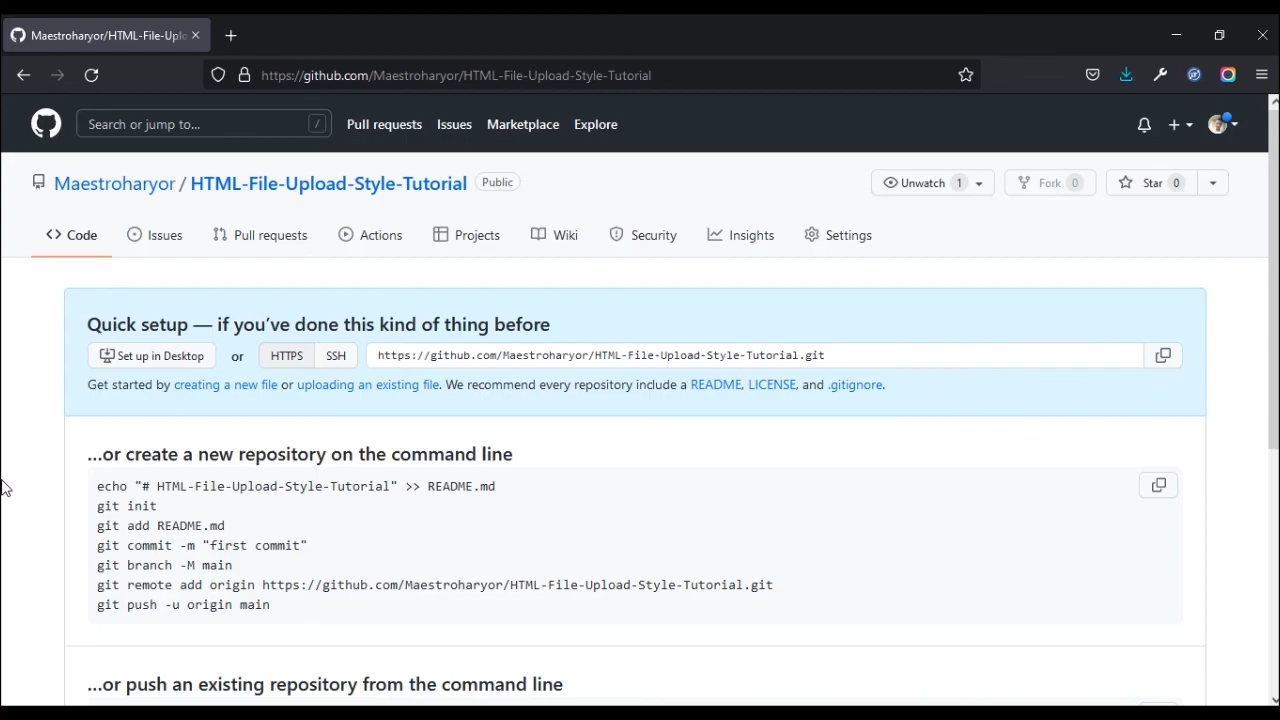 Maestroharyor/HTML-File-Uplo
https://github.com/Maestroharyor/HTML-File-Upload-Style-Tutorial
Search or jump to... / Pull requests Issues Marketplace Explore
Maestroharyor / HTML-File-Upload-Style-Tutorial Public Unwatch 1 Fork 0 Star 0
Code Issues Pull requests Actions Projects Wiki Security Insights Settings
Quick setup — if you’ve done this kind of thing before
Set up in Desktop or HTTPS SSH https://github.com/Maestroharyor/HTML-File-Upload-Style-Tutorial.git
Get started by creating a new file or uploading an existing file. We recommend every repository include a README, LICENSE, and .gitignore.
…or create a new repository on the command line
echo "# HTML-File-Upload-Style-Tutorial" >> README.md
git init
git add README.md
git commit -m "first commit"
git branch -M main
git remote add origin https://github.com/Maestroharyor/HTML-File-Upload-Style-Tutorial.git
git push -u origin main
…or push an existing repository from the command line